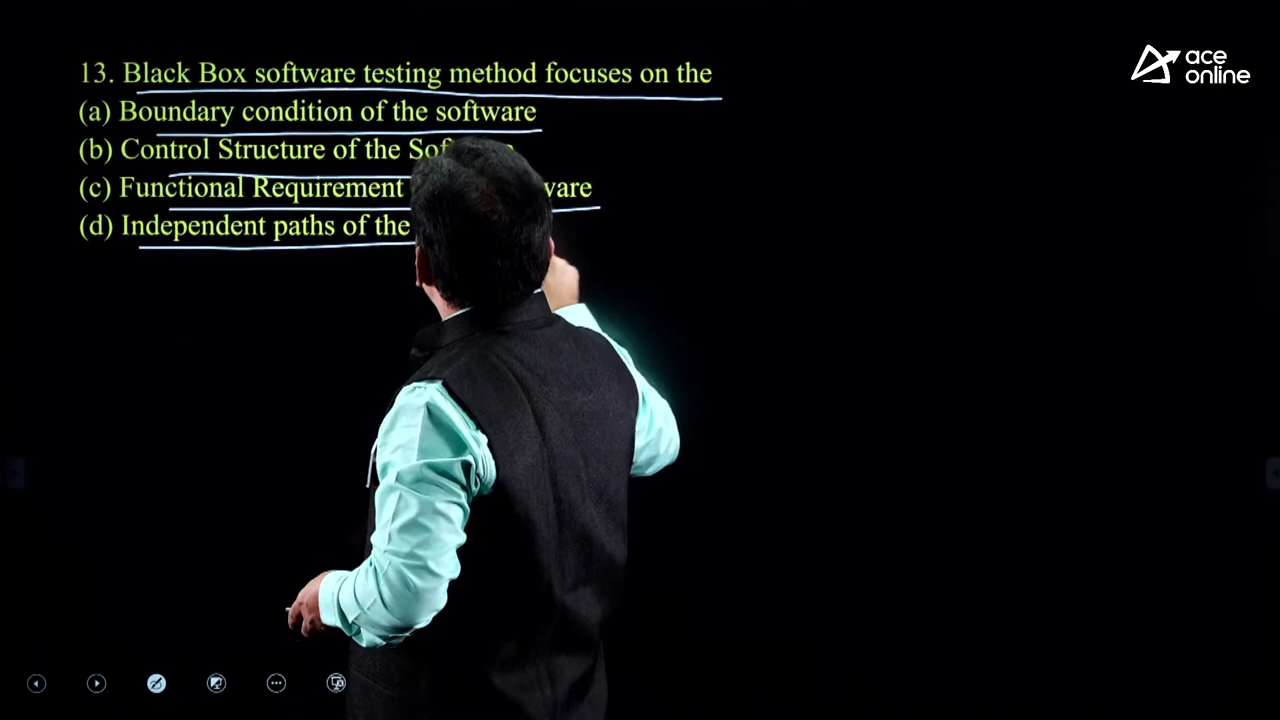 13. Black Box software testing method focuses on the
(a) Boundary condition of the software
(b) Control Structure of the
(c) Functional Requirement
(d) Independent paths of the
ace
online